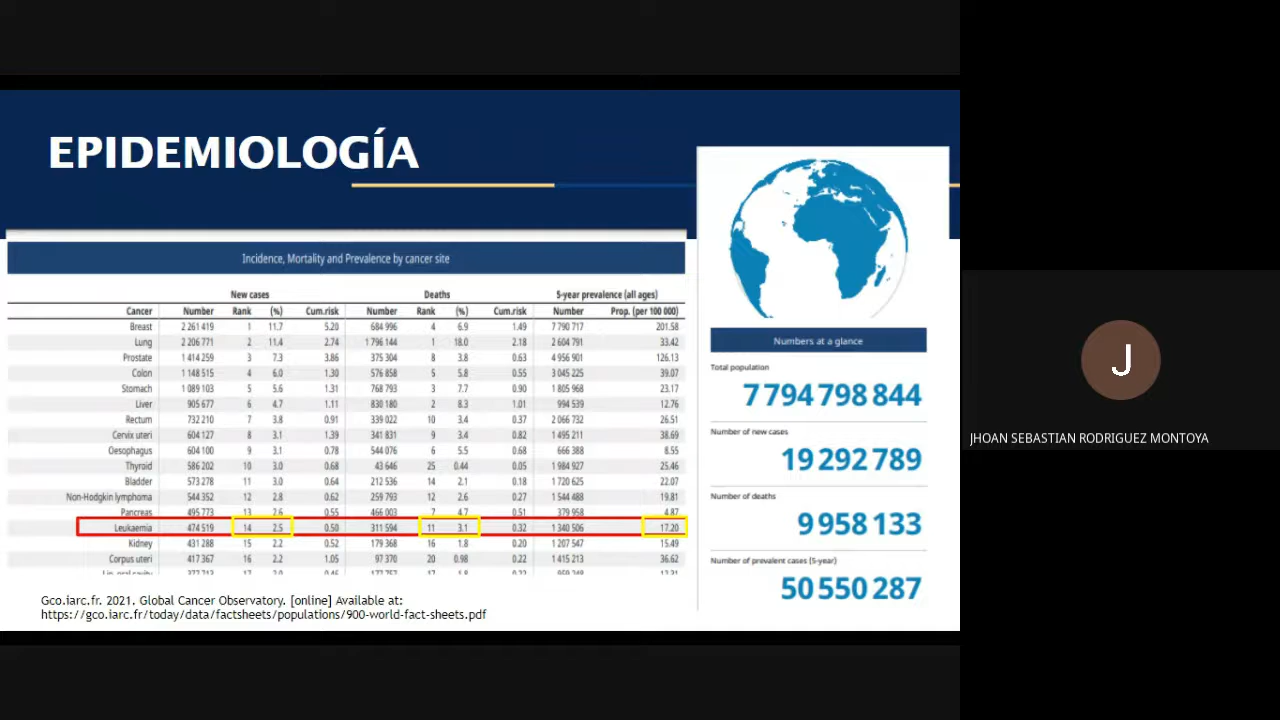 EPIDEMIOLOGÍA
Incidence, Mortality and Prevalence by cancer site
New cases Deaths 5-year prevalence (all ages)
Cancer Number Rank (%) Cum.risk Number Rank (%) Cum.risk Number Prop. (per 100 000)
Breast 2 261 419 1 11.7 5.20 684 996 4 6.9 1.49 7 790 717 201.58
Lung 2 206 771 2 11.4 2.74 1 796 144 1 18.0 2.18 2 604 791 33.42
Prostate 1 414 259 3 7.3 3.86 375 304 8 3.8 0.63 4 956 901 126.13
Colon 1 148 515 4 6.0 1.30 576 858 5 5.8 0.55 3 045 225 39.07
Stomach 1 089 103 5 5.6 1.31 768 793 3 7.7 0.90 1 805 968 23.17
Liver 905 677 6 4.7 1.11 830 180 2 8.3 1.01 994 539 12.76
Rectum 732 210 7 3.8 0.91 339 022 10 3.4 0.37 2 066 732 26.51
Cervix uteri 604 127 8 3.1 1.39 341 831 9 3.4 0.82 1 495 211 38.69
Oesophagus 604 100 9 3.1 0.78 544 076 6 5.5 0.68 666 388 8.55
Thyroid 586 202 10 3.0 0.68 43 646 25 0.44 0.05 1 984 927 25.46
Bladder 573 278 11 3.0 0.64 212 536 14 2.1 0.18 1 720 625 22.07
Non-Hodgkin lymphoma 544 352 12 2.8 0.62 259 793 12 2.6 0.27 1 544 488 19.81
Pancreas 495 773 13 2.6 0.55 466 003 7 4.7 0.51 379 958 4.87
Leukaemia 474 519 14 2.5 0.50 311 594 11 3.1 0.32 1 340 506 17.20
Kidney 431 288 15 2.2 0.52 179 368 16 1.8 0.20 1 207 547 15.49
Corpus uteri 417 367 16 2.2 1.05 97 370 20 0.98 0.22 1 415 213 36.62
Gco.iarc.fr. 2021. Global Cancer Observatory. [online] Available at:
https://gco.iarc.fr/today/data/factsheets/populations/900-world-fact-sheets.pdf
Numbers at a glance
Total population
7 794 798 844
Number of new cases
19 292 789
Number of deaths
9 958 133
Number of prevalent cases (5-year)
50 550 287
J
JHOAN SEBASTIAN RODRIGUEZ MONTOYA